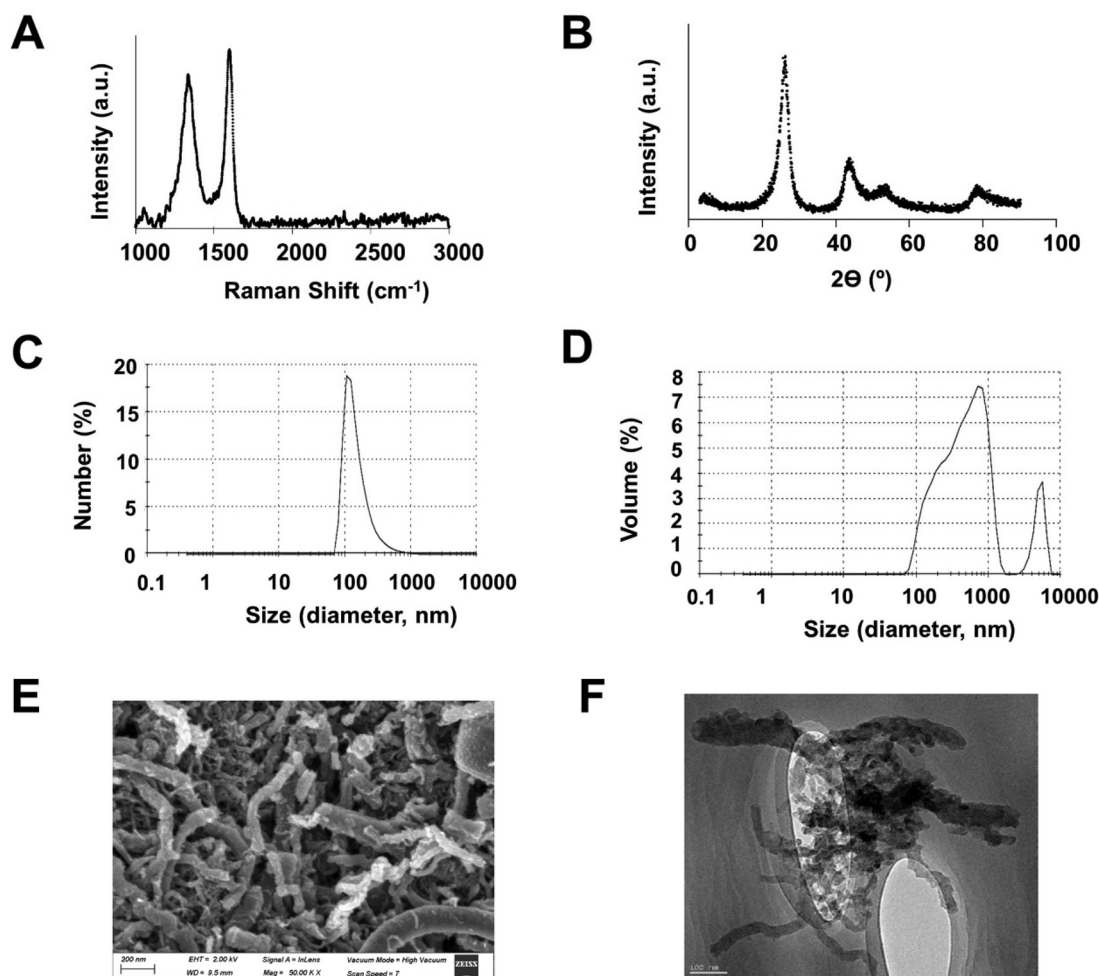 A
B
Intensity (a.u.)
1000 1500 2000 2500 3000
Raman Shift (cm-1)
Intensity (a.u.)
0 20 40 60 80 100
2Θ (º)
C
D
20
15
10
5
0
Number (%)
0.1 1 10 100 1000 10000
Size (diameter, nm)
8
7
6
5
4
3
2
1
0
Volume (%)
0.1 1 10 100 1000 10000
Size (diameter, nm)
E
F
200 nm EHT = 2.00 kV Signal A = InLens Vacuum Mode = High Vacuum
WD = 9.5 mm Mag = 50.00 K X Scan Speed = 7
ZEISS
100 nm